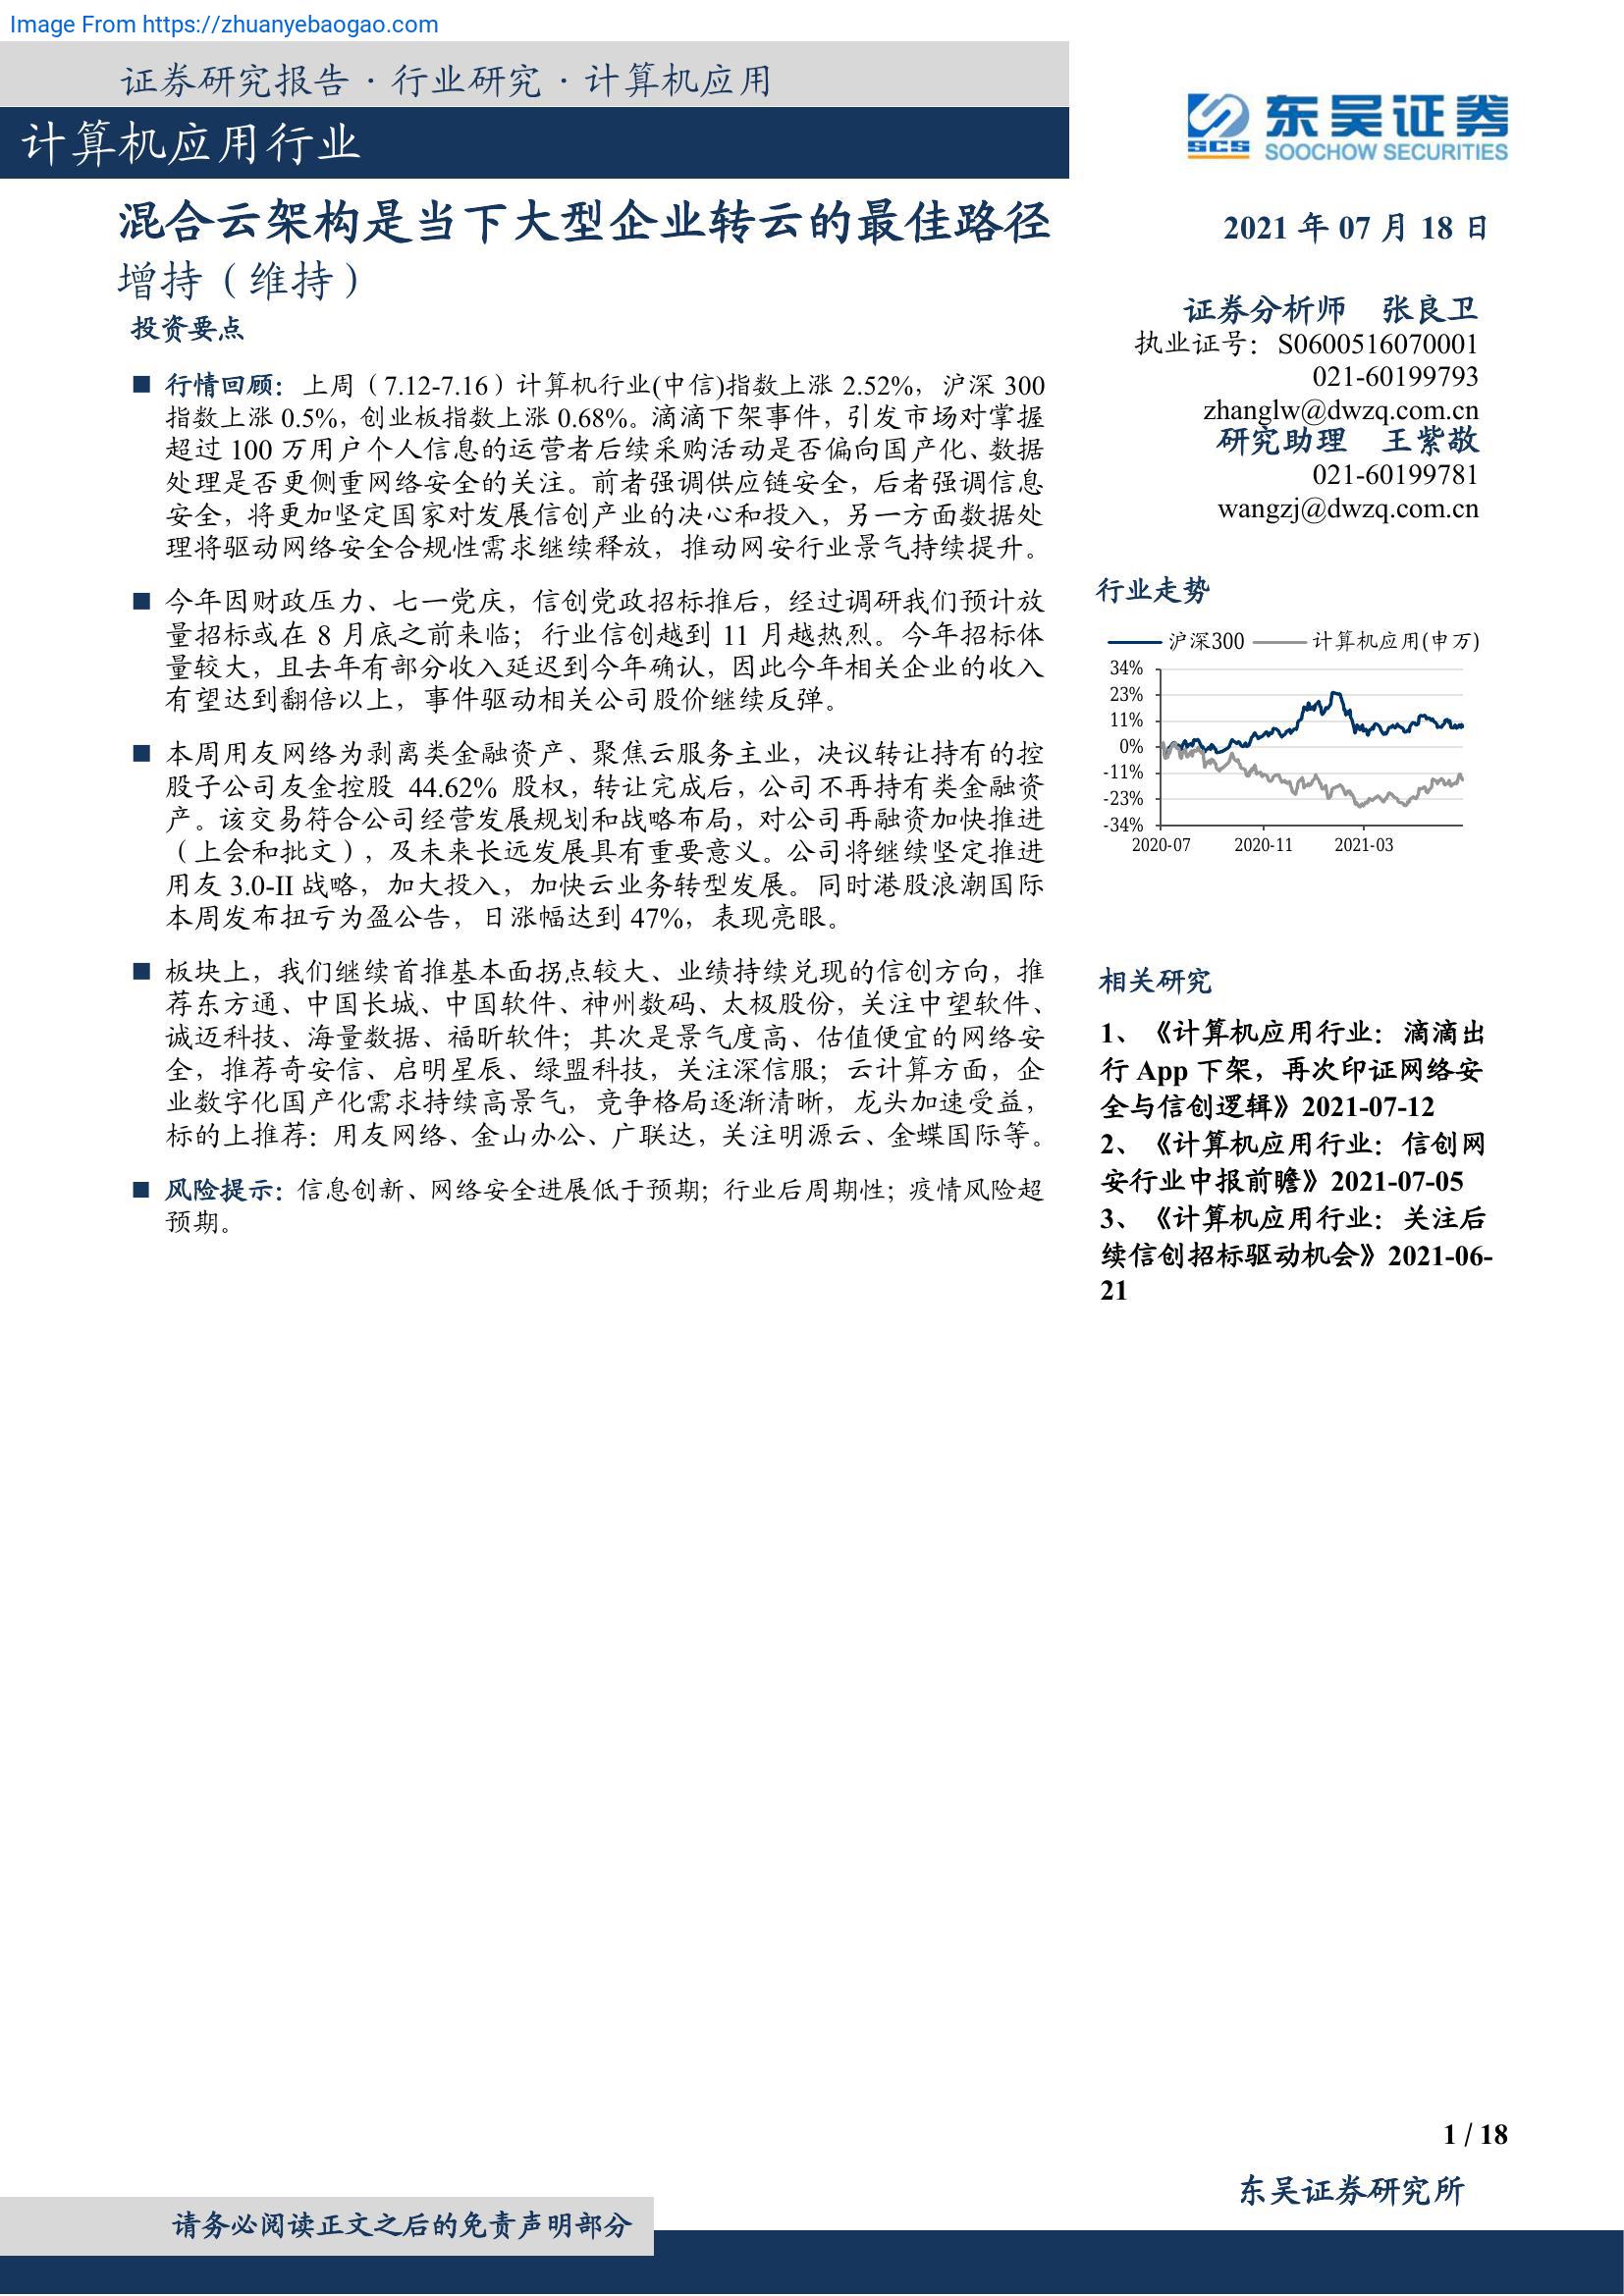 Image From https://zhuanyebaogao.com
证券研究报告·行业研究·计算机应用
计算机应用行业
SCS 东吴证券
SOOCHOW SECURITIES
混合云架构是当下大型企业转云的最佳路径
增持（维持）
投资要点
■ 行情回顾：上周（7.12-7.16）计算机行业(中信)指数上涨 2.52%，沪深 300
指数上涨 0.5%，创业板指数上涨 0.68%。滴滴下架事件，引发市场对掌握
超过 100 万用户个人信息的运营者后续采购活动是否偏向国产化、数据
处理是否更侧重网络安全的关注。前者强调供应链安全，后者强调信息
安全，将更加坚定国家对发展信创产业的决心和投入，另一方面数据处
理将驱动网络安全合规性需求继续释放，推动网安行业景气持续提升。
■ 今年因财政压力、七一党庆，信创党政招标推后，经过调研我们预计放
量招标或在 8 月底之前来临；行业信创越到 11 月越热烈。今年招标体
量较大，且去年有部分收入延迟到今年确认，因此今年相关企业的收入
有望达到翻倍以上，事件驱动相关公司股价继续反弹。
■ 本周用友网络为剥离类金融资产、聚焦云服务主业，决议转让持有的控
股子公司友金控股 44.62% 股权，转让完成后，公司不再持有类金融资
产。该交易符合公司经营发展规划和战略布局，对公司再融资加快推进
（上会和批文），及未来长远发展具有重要意义。公司将继续坚定推进
用友 3.0-II 战略，加大投入，加快云业务转型发展。同时港股浪潮国际
本周发布扭亏为盈公告，日涨幅达到 47%，表现亮眼。
■ 板块上，我们继续首推基本面拐点较大、业绩持续兑现的信创方向，推
荐东方通、中国长城、中国软件、神州数码、太极股份，关注中望软件、
诚迈科技、海量数据、福昕软件；其次是景气度高、估值便宜的网络安
全，推荐奇安信、启明星辰、绿盟科技，关注深信服；云计算方面，企
业数字化国产化需求持续高景气，竞争格局逐渐清晰，龙头加速受益，
标的上推荐：用友网络、金山办公、广联达，关注明源云、金蝶国际等。
■ 风险提示：信息创新、网络安全进展低于预期；行业后周期性；疫情风险超
预期。
2021 年 07 月 18 日
证券分析师 张良卫
执业证号：S0600516070001
021-60199793
zhanglw@dwzq.com.cn
研究助理 王紫敬
021-60199781
wangzj@dwzq.com.cn
行业走势
沪深300 计算机应用(申万)
34%
23%
11%
0%
-11%
-23%
-34%
2020-07 2020-11 2021-03
相关研究
1、《计算机应用行业：滴滴出
行 App 下架，再次印证网络安
全与信创逻辑》2021-07-12
2、《计算机应用行业：信创网
安行业中报前瞻》2021-07-05
3、《计算机应用行业：关注后
续信创招标驱动机会》2021-06-
21
1 / 18
东吴证券研究所
请务必阅读正文之后的免责声明部分